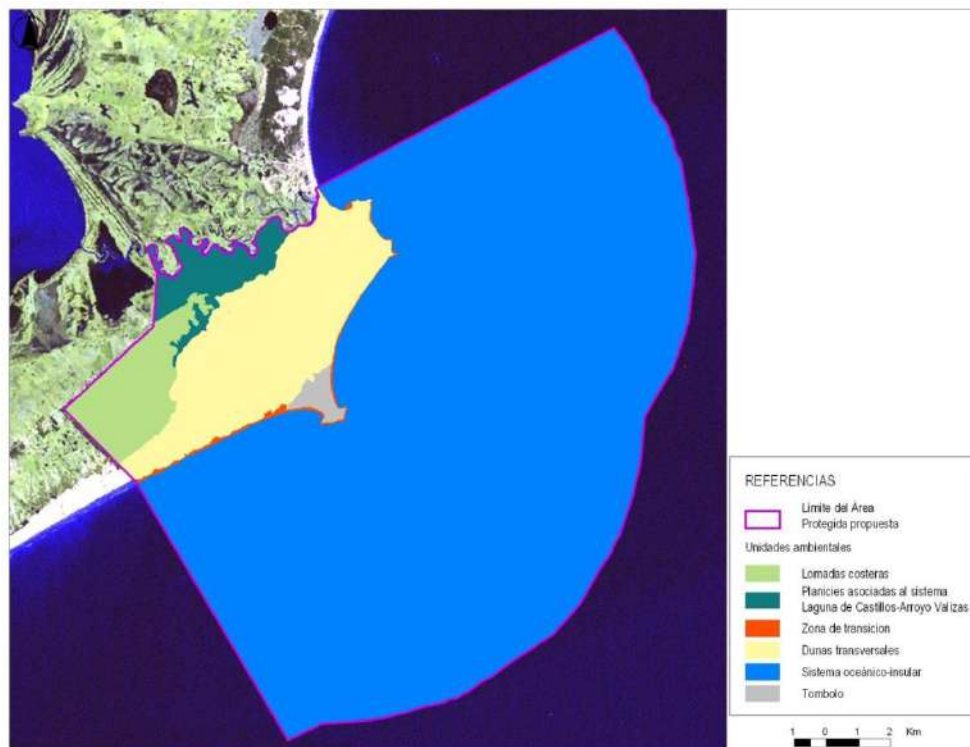 REFERENCIAS
Limite del Área
Protegida propuesta
Unidades ambientales
Lomadas costeras
Planicies asociadas al sistema
Laguna de Castillos-Arroyo Valizas
Zona de transicion
Dunas transversales
Sistema oceánico-insular
Tombolo
1 0 1 2 Km